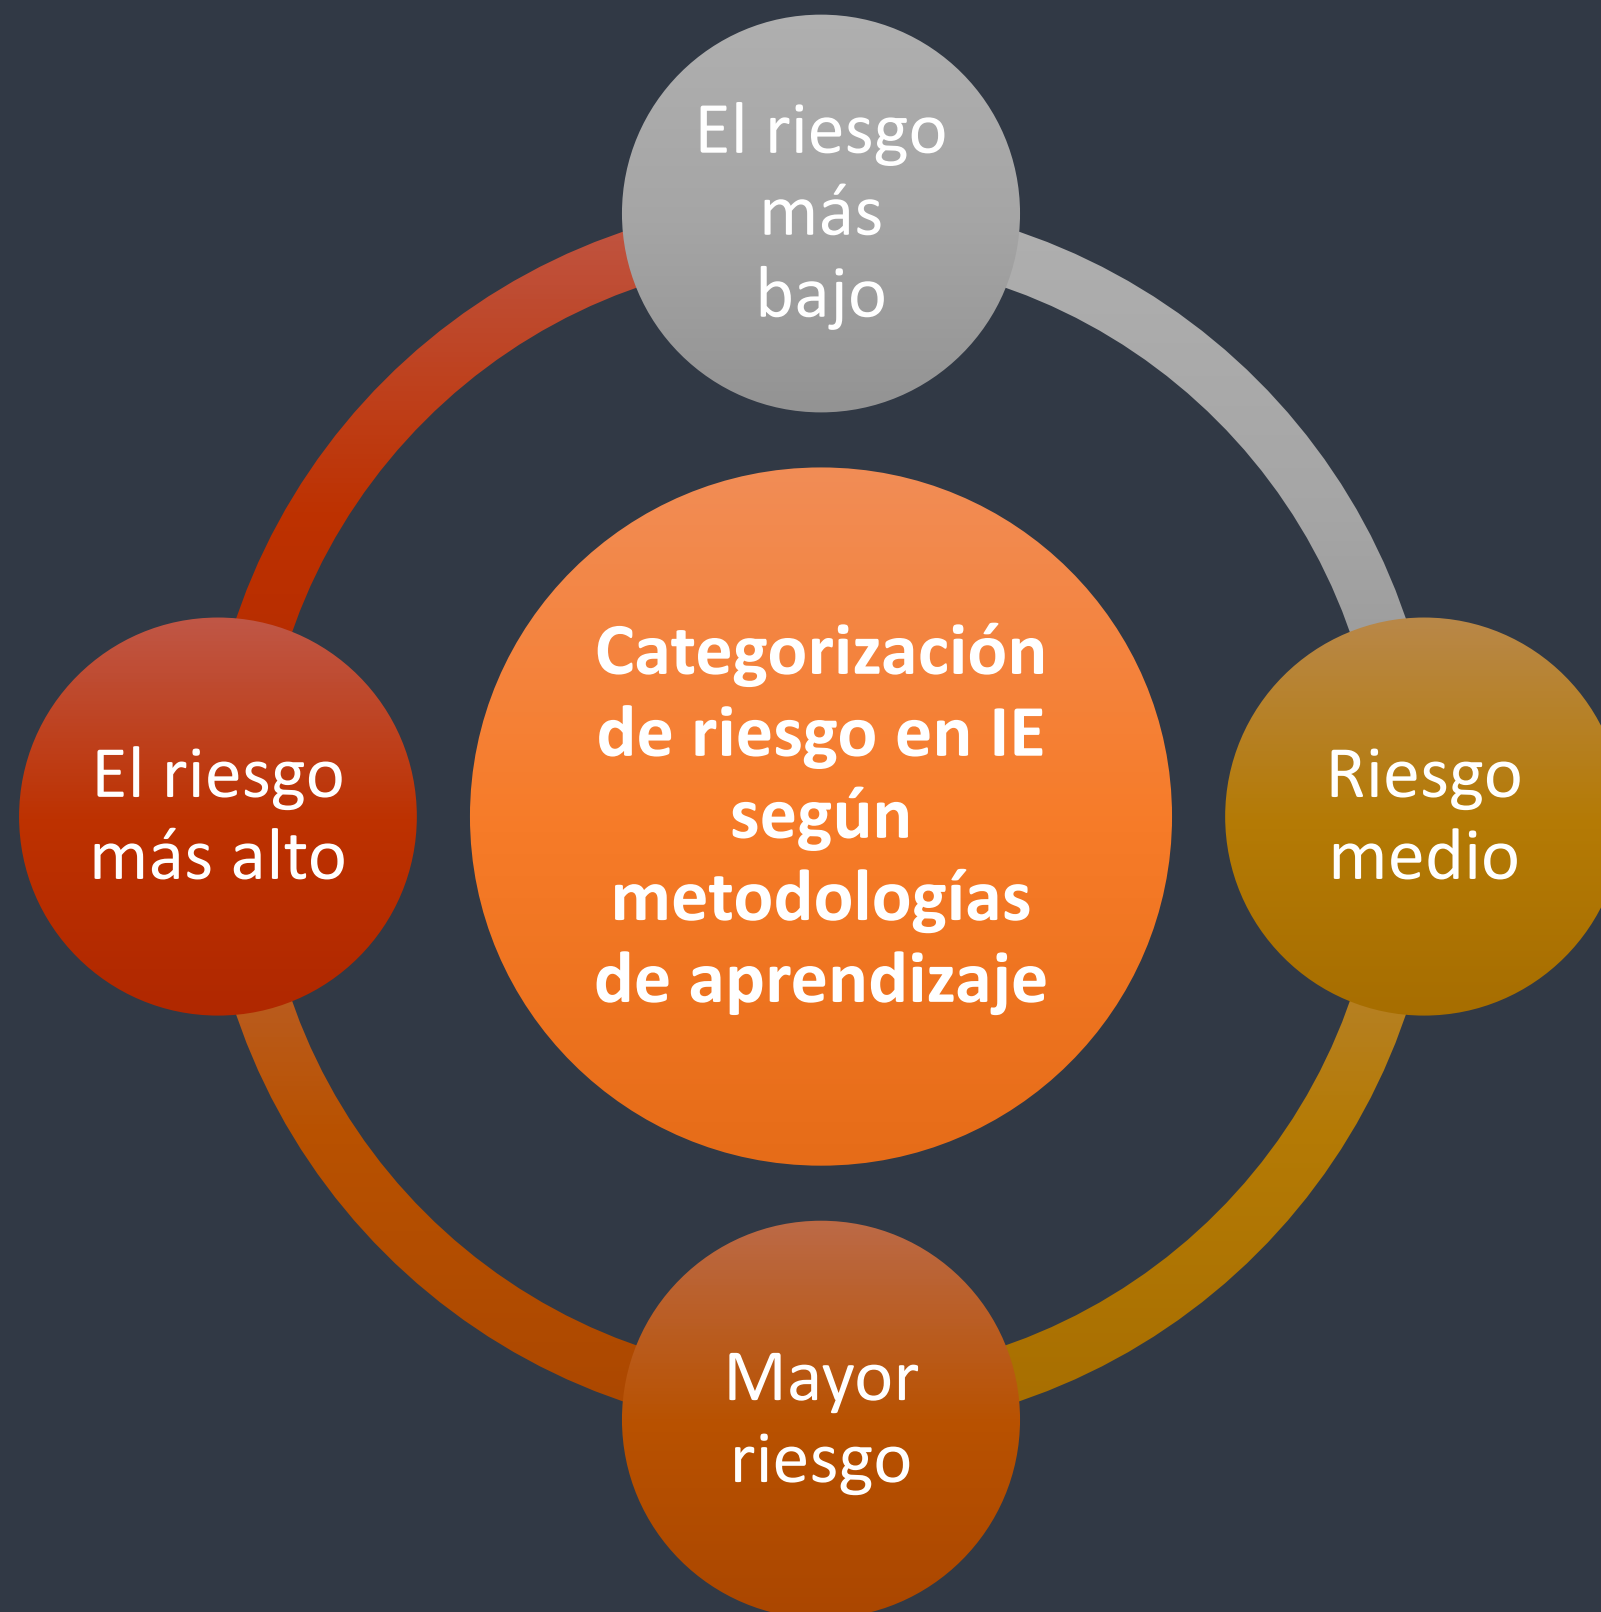 El riesgo
más
bajo
Categorización
de riesgo en IE
según
metodologías
de aprendizaje
Riesgo
medio
Mayor
riesgo
El riesgo
más alto